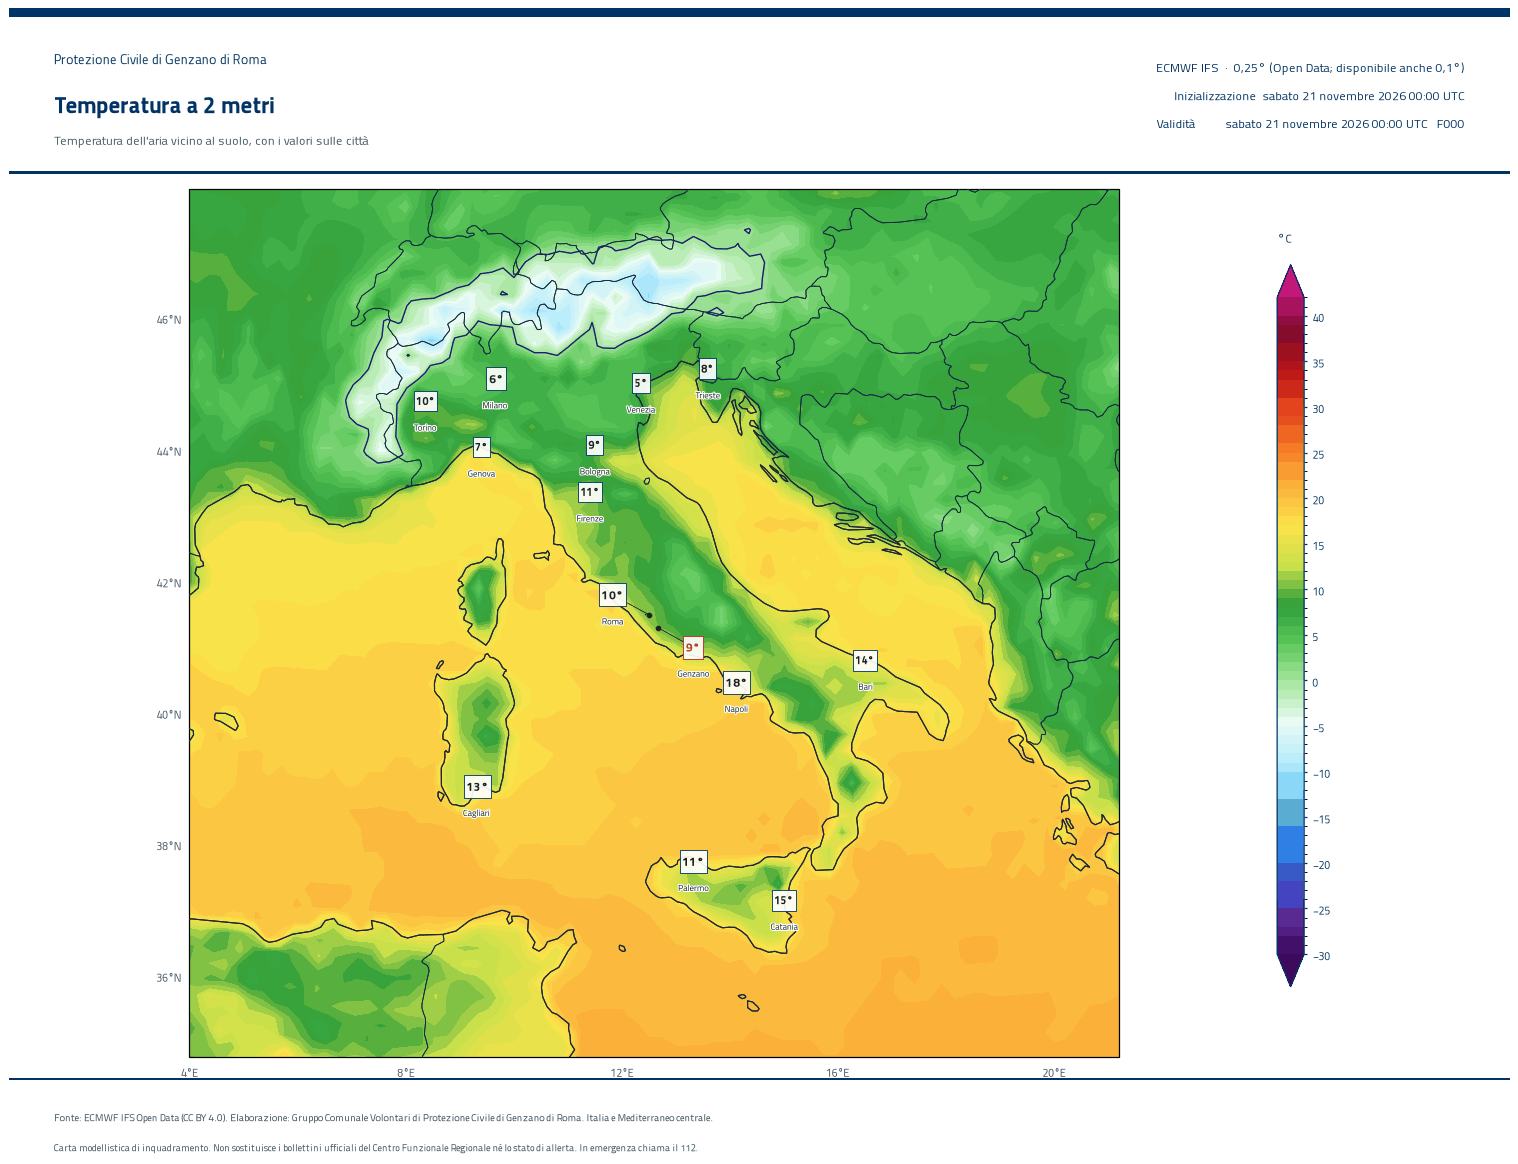 Protezione Civile di Genzano di Roma
Temperatura a 2 metri
Temperatura dell'aria vicino al suolo, con i valori sulle città
ECMWF IFS · 0,25° (Open Data; disponibile anche 0,1°)
Inizializzazione sabato 21 novembre 2026 00:00 UTC
Validità sabato 21 novembre 2026 00:00 UTC F000
°C
40
35
30
25
20
15
10
5
0
−5
−10
−15
−20
−25
−30
46°N
44°N
42°N
40°N
38°N
36°N
4°E
8°E
12°E
16°E
20°E
8°
Trieste
5°
Venezia
6°
Milano
10°
Torino
7°
Genova
9°
Bologna
11°
Firenze
10°
Roma
9°
Genzano
18°
Napoli
14°
Bari
13°
Cagliari
11°
Palermo
15°
Catania
Fonte: ECMWF IFS Open Data (CC BY 4.0). Elaborazione: Gruppo Comunale Volontari di Protezione Civile di Genzano di Roma. Italia e Mediterraneo centrale.
Carta modellistica di inquadramento. Non sostituisce i bollettini ufficiali del Centro Funzionale Regionale né lo stato di allerta. In emergenza chiama il 112.